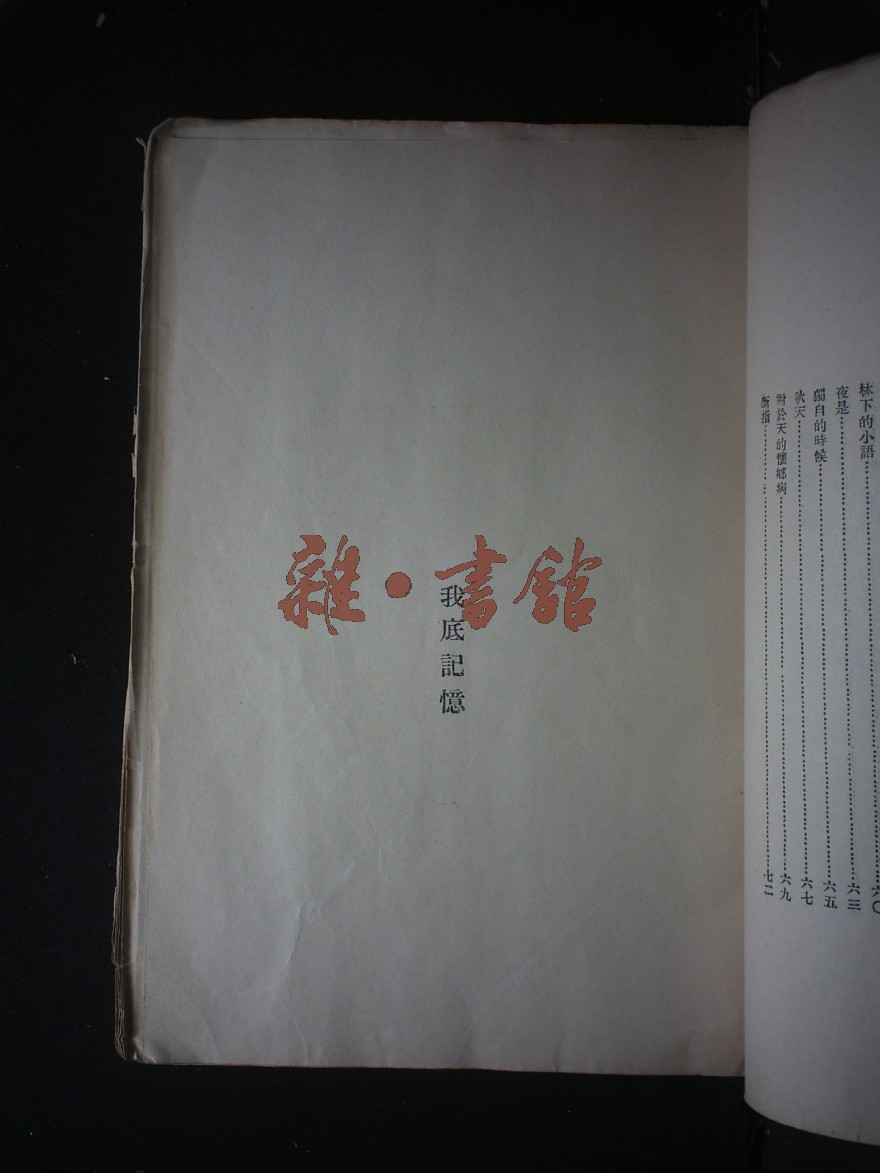 林下的小語⋯⋯六〇
夜是⋯⋯六三
獨自的時候⋯⋯六五
秋天⋯⋯六七
對於天的懷鄉病⋯⋯六九
斷指⋯⋯七二
雜•書館
我底記憶